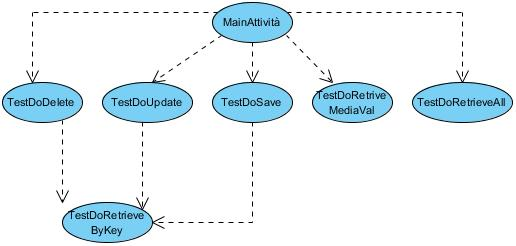 MainAttività
TestDoDelete
TestDoUpdate
TestDoSave
TestDoRetrive
MediaVal
TestDoRetrieveAll
TestDoRetrieve
ByKey